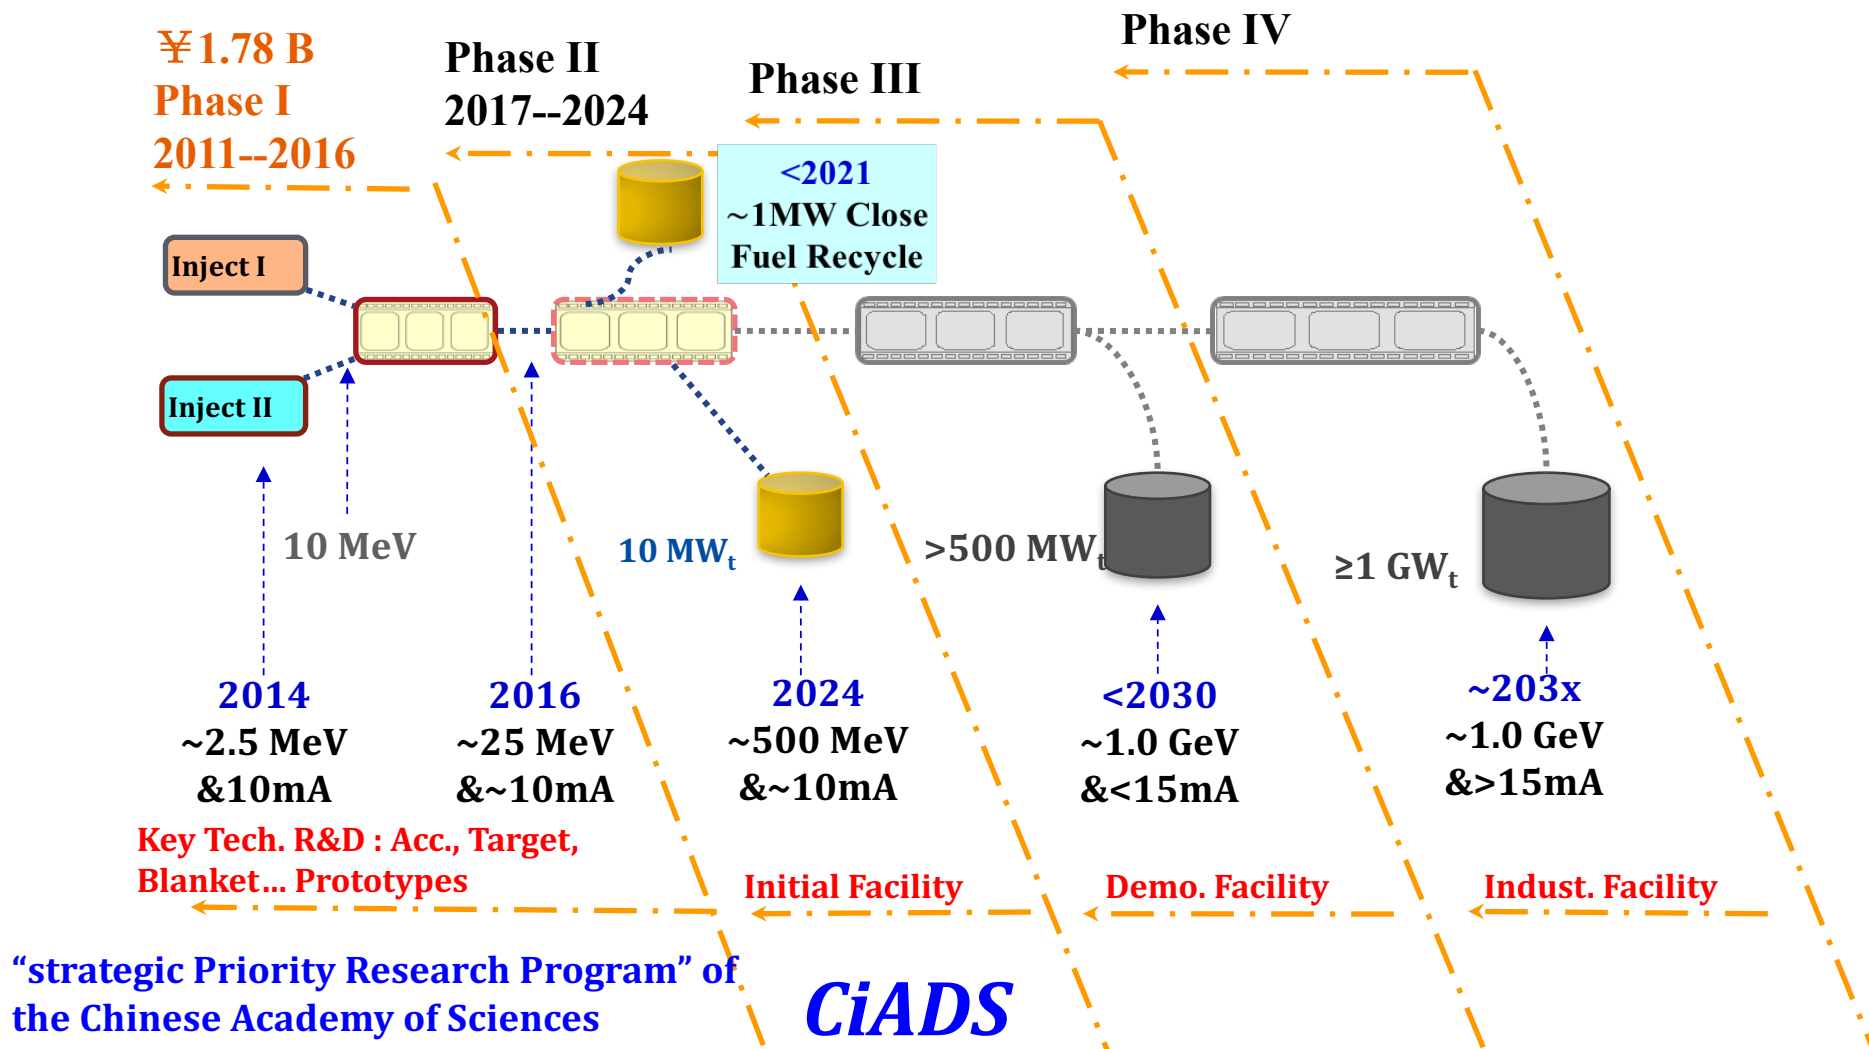 ￥1.78 B
Phase I
2011--2016
Phase II
2017--2024
Phase III
Phase IV
<2021
~1MW Close
Fuel Recycle
Inject I
Inject II
10 MeV
10 MWt
>500 MWt
≥1 GWt
2014
~2.5 MeV
&10mA
2016
~25 MeV
&~10mA
2024
~500 MeV
&~10mA
<2030
~1.0 GeV
&<15mA
~203x
~1.0 GeV
&>15mA
Key Tech. R&D : Acc., Target,
Blanket... Prototypes
Initial Facility
Demo. Facility
Indust. Facility
“strategic Priority Research Program” of
the Chinese Academy of Sciences
CiADS